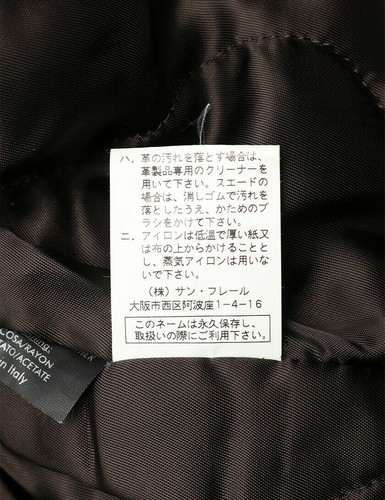 ハ．革の汚れを落とす場合は、
革製品専用のクリーナーを
用いて下さい。スエードの
場合は、消しゴムで汚れを
落としたうえ、かためのブ
ラシをかけて下さい。
ニ．アイロンは低温で厚い紙又
は布の上からかけることと
し、蒸気アイロンは用いな
いで下さい。
（株）サン・フレール
大阪市西区阿波座1-4-16
このネームは永久保存し、
取扱いの際にご利用下さい。
COSA/RAYON
ATO/ACETATE
in Italy